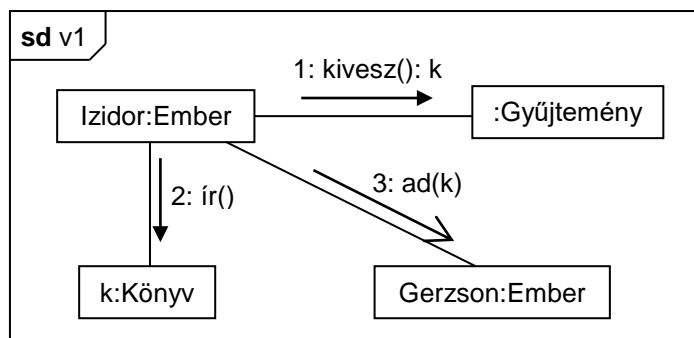 sd v1
1: kivesz(): k
Izidor:Ember
:Gyűjtemény
2: ír()
3: ad(k)
k:Könyv
Gerzson:Ember